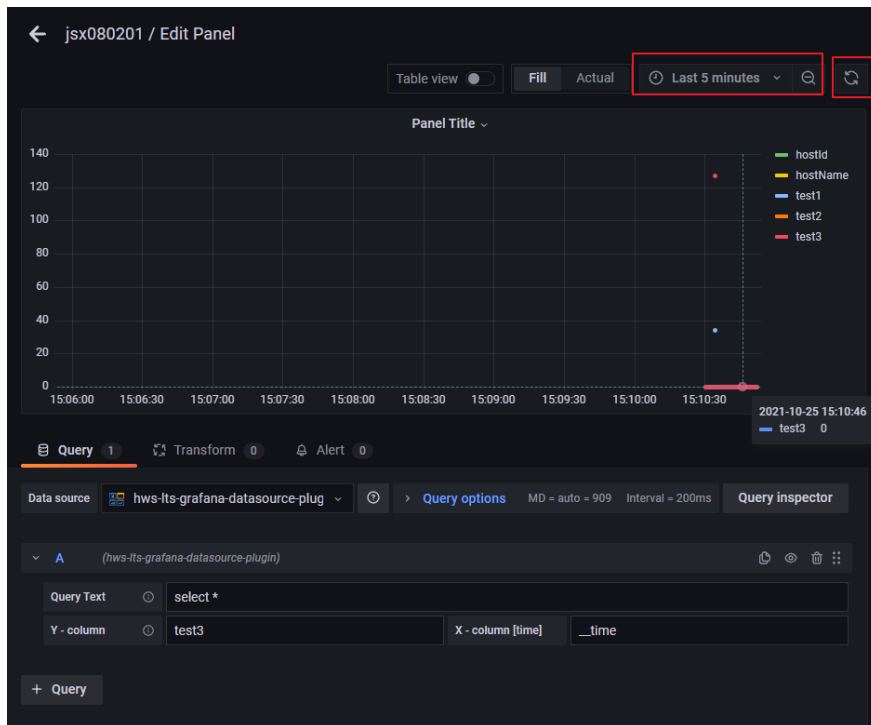 jsx080201 / Edit Panel
Table view Fill Actual Last 5 minutes
Panel Title
140
120
100
80
60
40
20
0
hostId
hostName
test1
test2
test3
15:06:00 15:06:30 15:07:00 15:07:30 15:08:00 15:08:30 15:09:00 15:09:30 15:10:00 15:10:30
2021-10-25 15:10:46
test3 0
Query 1 Transform 0 Alert 0
Data source hws-lts-grafana-datasource-plug Query options MD = auto = 909 Interval = 200ms Query inspector
A (hws-lts-grafana-datasource-plugin)
Query Text select *
Y - column test3 X - column [time] __time
+ Query